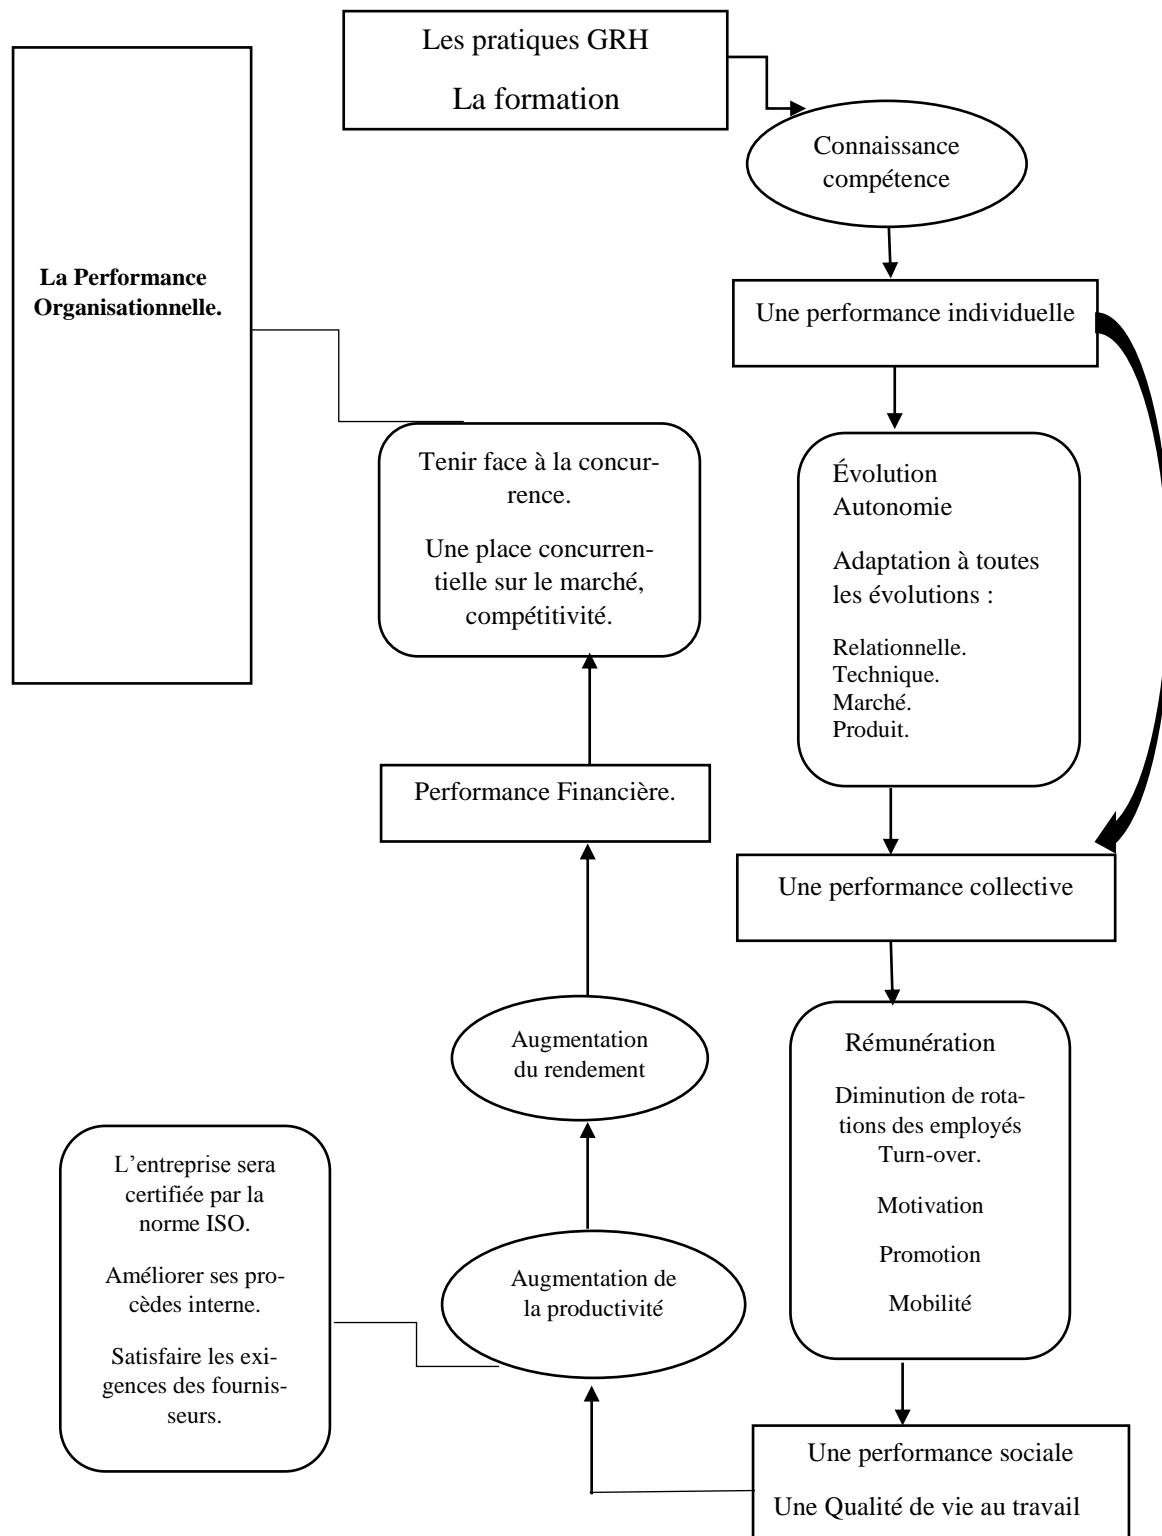 Les pratiques GRH
La formation
Connaissance
compétence
La Performance
Organisationnelle.
Une performance individuelle
Tenir face à la concur-
rence.
Une place concurren-
tielle sur le marché,
compétitivité.
Évolution
Autonomie
Adaptation à toutes
les évolutions :
Relationnelle.
Technique.
Marché.
Produit.
Performance Financière.
Une performance collective
Augmentation
du rendement
Rémunération
Diminution de rota-
tions des employés
Turn-over.
Motivation
Promotion
Mobilité
L’entreprise sera
certifiée par la
norme ISO.
Améliorer ses pro-
cèdes interne.
Satisfaire les exi-
gences des fournis-
seurs.
Augmentation de
la productivité
Une performance sociale
Une Qualité de vie au travail